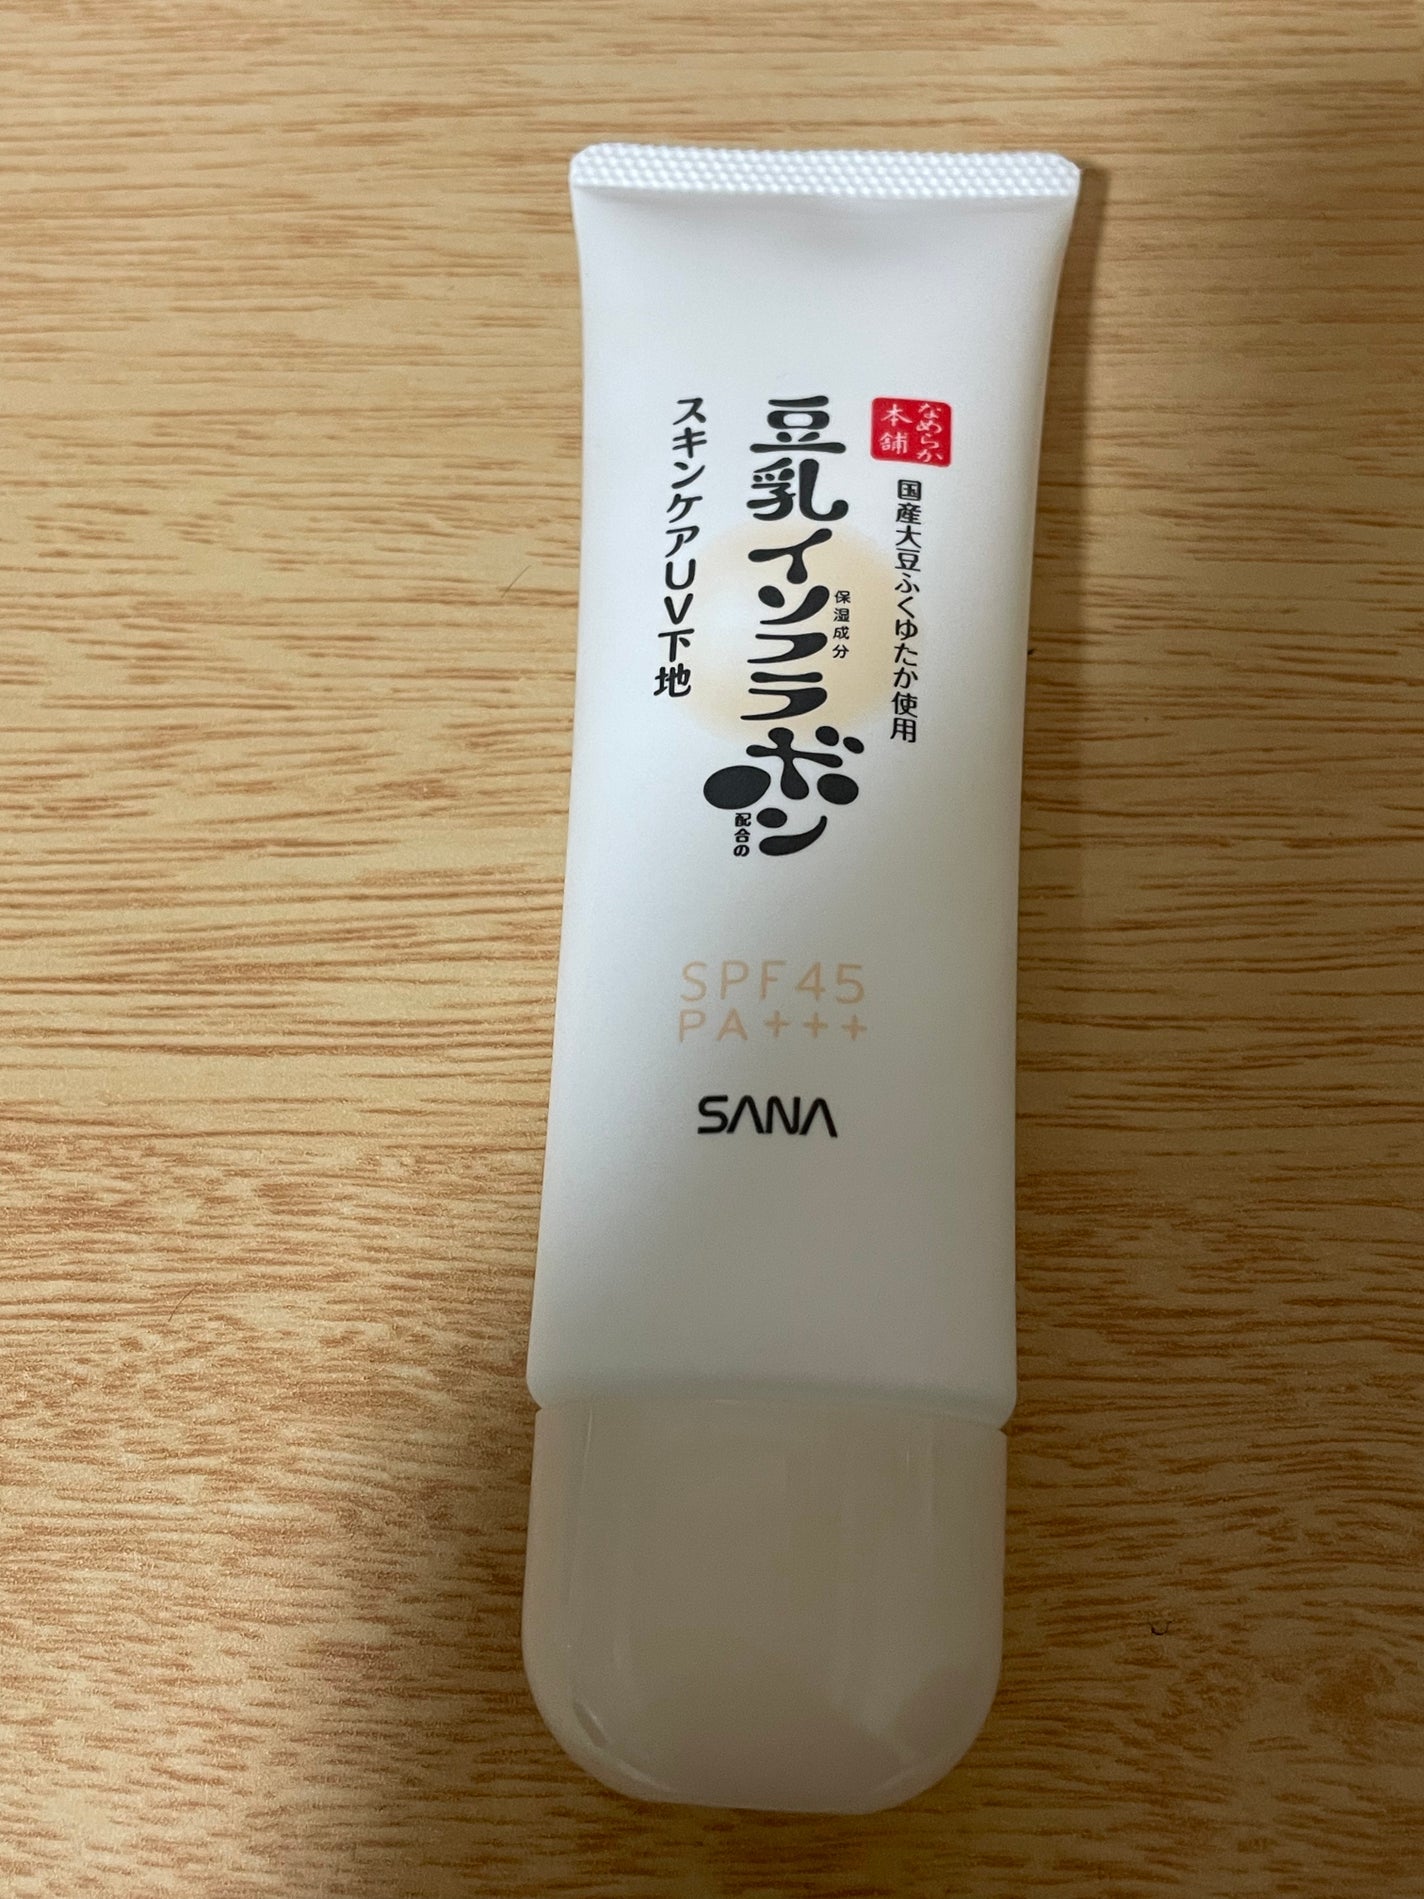 なめらか
本舗
国産大豆ふくゆたか使用
豆乳イソフラボン
保湿成分
配合の
スキンケアUV下地
SPF45
PA+++
SANA